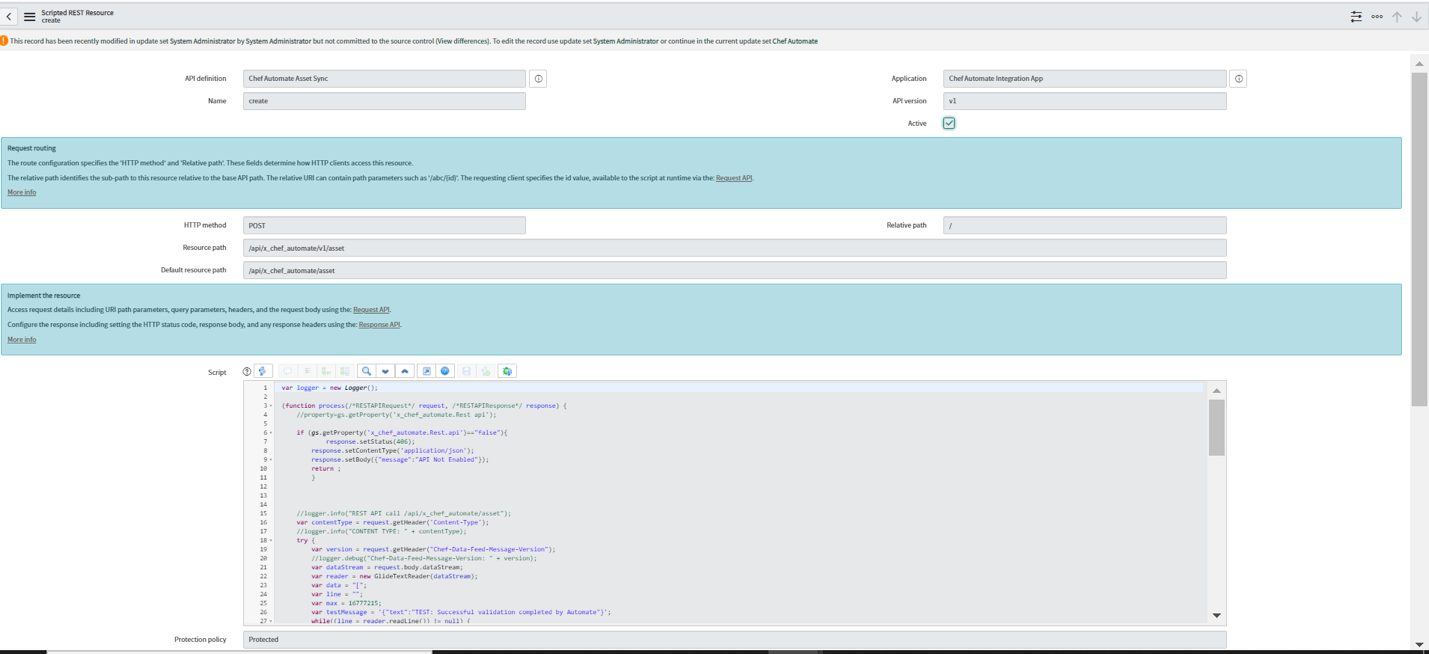 Scripted REST Resource
create
This record has been recently modified in update set System Administrator by System Administrator but not committed to the source control (View differences). To edit the record use update set System Administrator or continue in the current update set Chef Automate
API definition Chef Automate Asset Sync Application Chef Automate Integration App
Name create API version v1
Active
Request routing
The route configuration specifies the 'HTTP method' and 'Relative path'. These fields determine how HTTP clients access this resource.
The relative path identifies the sub-path to this resource relative to the base API path. The relative URI can contain path parameters such as '/abc/{id}'. The requesting client specifies the id value, available to the script at runtime via the: Request API.
More info
HTTP method POST Relative path /
Resource path /api/x_chef_automate/v1/asset
Default resource path /api/x_chef_automate/asset
Implement the resource
Access request details including URI path parameters, query parameters, headers, and the request body using the: Request API.
Configure the response including setting the HTTP status code, response body, and any response headers using the: Response API.
More info
Script
1 var logger = new Logger();
2
3 (function process(/*RESTAPIRequest*/ request, /*RESTAPIResponse*/ response) {
4 //property=gs.getProperty('x_chef_automate.Rest api');
5
6 if (gs.getProperty('x_chef_automate.Rest.api')=="false"){
7 response.setStatus(406);
8 response.setContentType('application/json');
9 response.setBody({"message":"API Not Enabled"});
10 return ;
11 }
12
13
14
15 //logger.info("REST API call /api/x_chef_automate/asset");
16 var contentType = request.getHeader('Content-Type');
17 //logger.info("CONTENT TYPE: " + contentType);
18 try {
19 var version = request.getHeader("Chef-Data-Feed-Message-Version");
20 //logger.debug("Chef-Data-Feed-Message-Version: " + version);
21 var dataStream = request.body.dataStream;
22 var reader = new GlideTextReader(dataStream);
23 var data = "[";
24 var line = "";
25 var max = 16777215;
26 var testMessage = '{"text":"TEST: Successful validation completed by Automate"}';
27 while((line = reader.readLine()) != null) {
Protection policy Protected